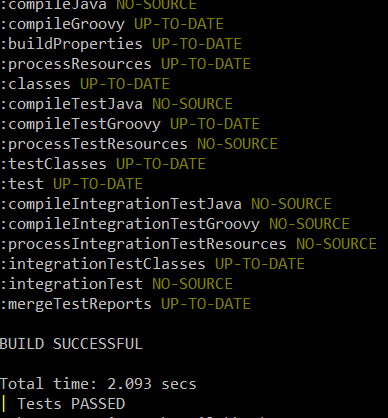 :compileJava NO-SOURCE
:compileGroovy UP-TO-DATE
:buildProperties UP-TO-DATE
:processResources UP-TO-DATE
:classes UP-TO-DATE
:compileTestJava NO-SOURCE
:compileTestGroovy UP-TO-DATE
:processTestResources NO-SOURCE
:testClasses UP-TO-DATE
:test UP-TO-DATE
:compileIntegrationTestJava NO-SOURCE
:compileIntegrationTestGroovy NO-SOURCE
:processIntegrationTestResources NO-SOURCE
:integrationTestClasses UP-TO-DATE
:integrationTest NO-SOURCE
:mergeTestReports UP-TO-DATE
BUILD SUCCESSFUL
Total time: 2.093 secs
| Tests PASSED